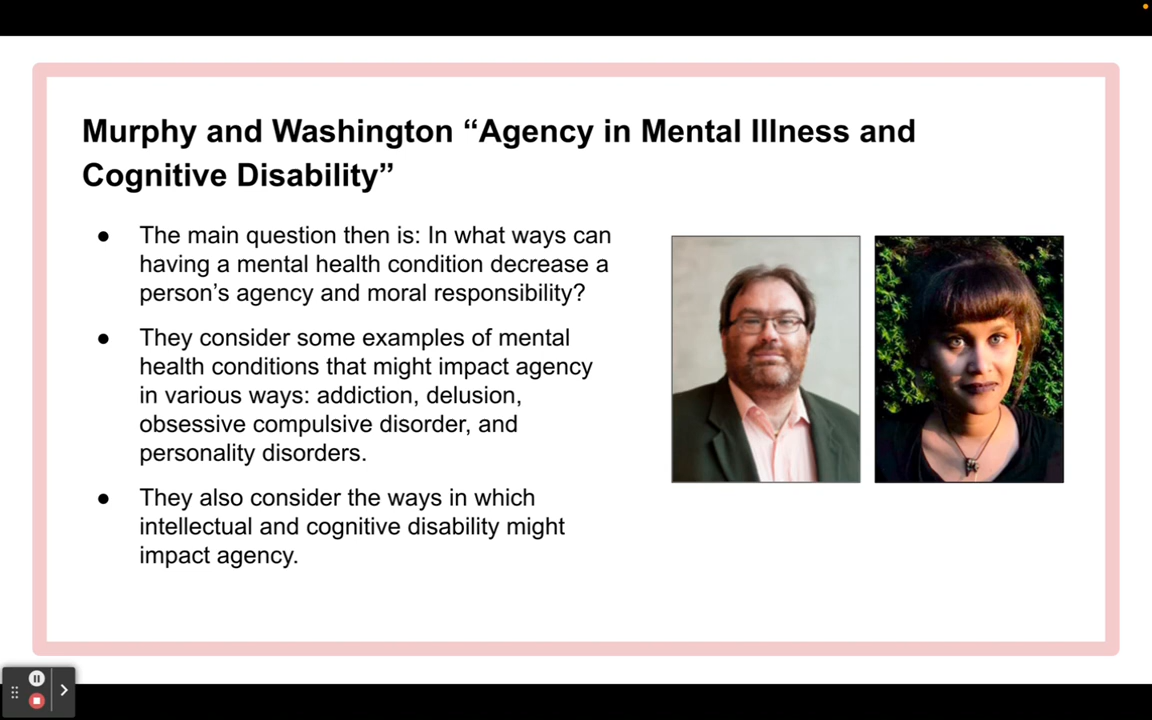 Murphy and Washington “Agency in Mental Illness and
Cognitive Disability”
● The main question then is: In what ways can
having a mental health condition decrease a
person’s agency and moral responsibility?
● They consider some examples of mental
health conditions that might impact agency
in various ways: addiction, delusion,
obsessive compulsive disorder, and
personality disorders.
● They also consider the ways in which
intellectual and cognitive disability might
impact agency.